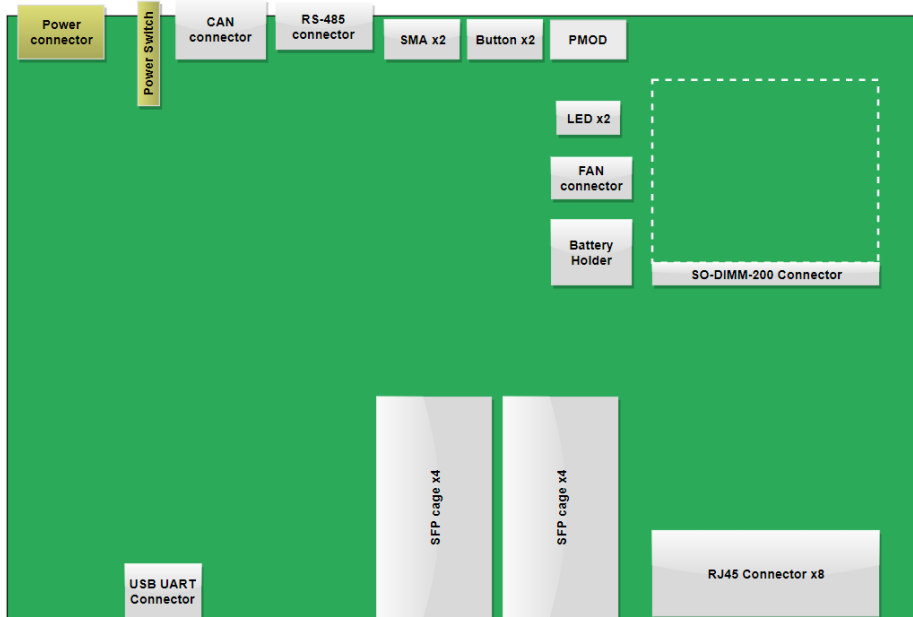 Power
connector
Power Switch
CAN
connector
RS-485
connector
SMA x2
Button x2
PMOD
LED x2
FAN
connector
Battery
Holder
SO-DIMM-200 Connector
SFP cage x4
SFP cage x4
RJ45 Connector x8
USB UART
Connector